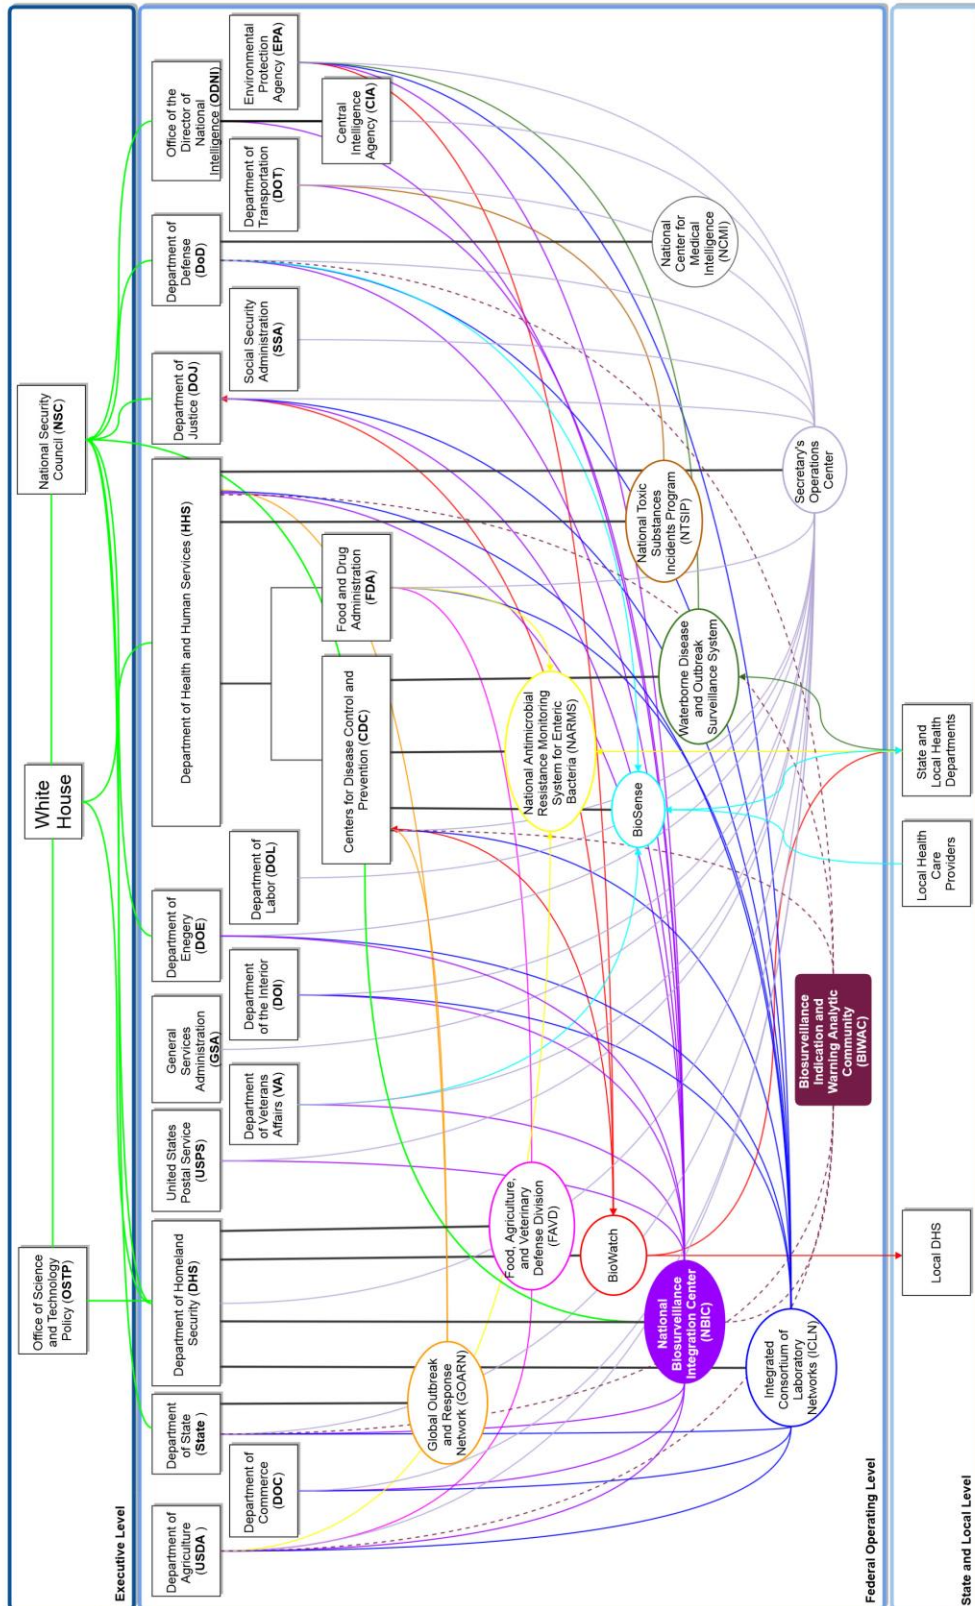 Executive Level
White
House
Office of Science
and Technology
Policy (OSTP)
National Security
Council (NSC)
Federal Operating Level
Department of
Agriculture
(USDA )
Department
of State
(State )
Department of Homeland
Security (DHS)
United States
Postal Service
(USPS)
General
Services
Administration
(GSA)
Department of
Enegery
(DOE)
Department of Health and Human Services (HHS)
Department of
Justice (DOJ)
Department of
Defense
(DoD)
Office of the
Director of
National
Intelligence (ODNI)
Department of
Commerce
(DOC)
Department
of Veterans
Affairs (VA)
Department
of the Interior
(DOI)
Department of
Labor (DOL)
Social Security
Administration
(SSA)
Department of
Transportation
(DOT)
Environmental
Protection
Agency (EPA)
Centers for Disease Control and
Prevention (CDC)
Food and Drug
Administration
(FDA)
Central
Intelligence
Agency (CIA)
Global Outbreak
and Response
Network (GOARN)
Food, Agriculture,
and Veterinary
Defense Division
(FAVD)
National Antimicrobial
Resistance Monitoring
System for Enteric
Bacteria (NARMS)
BioWatch
BioSense
National Toxic
Substances
Incidents Program
(NTSIP)
National
Center for
Medical
Intelligence
(NCMI)
National
Biosurveillance
Integration Center
(NBIC)
Waterborne Disease
and Outbreak
Surveillance System
Integrated
Consortium of
Laboratory
Networks (ICLN)
Biosurveillance
Indication and
Warning Analytic
Community
(BIWAC)
Secretary's
Operations
Center
State and Local Level
Local DHS
Local Health
Care
Providers
State and
Local Health
Departments